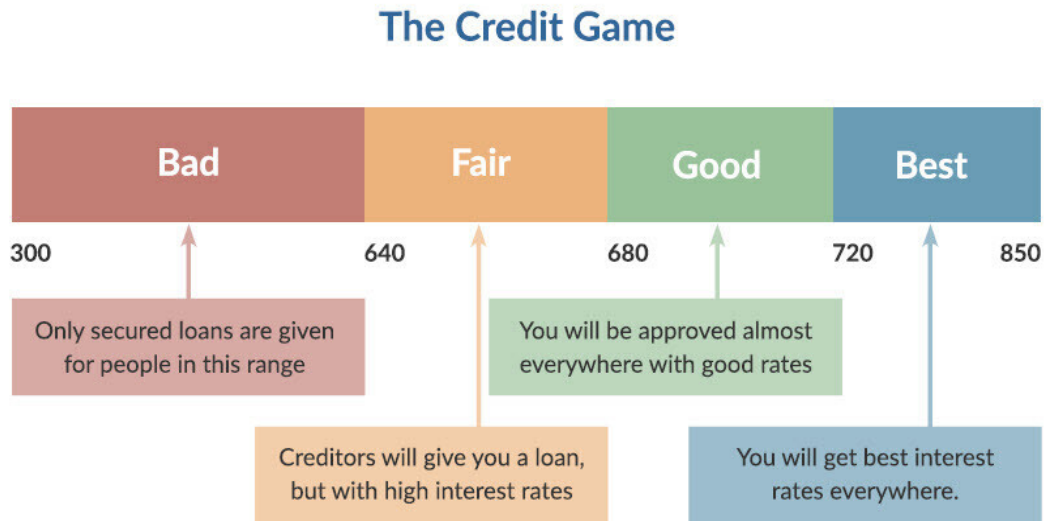 The Credit Game
Bad
Fair
Good
Best
300
640
680
720
850
Only secured loans are given
for people in this range
You will be approved almost
everywhere with good rates
Creditors will give you a loan,
but with high interest rates
You will get best interest
rates everywhere.